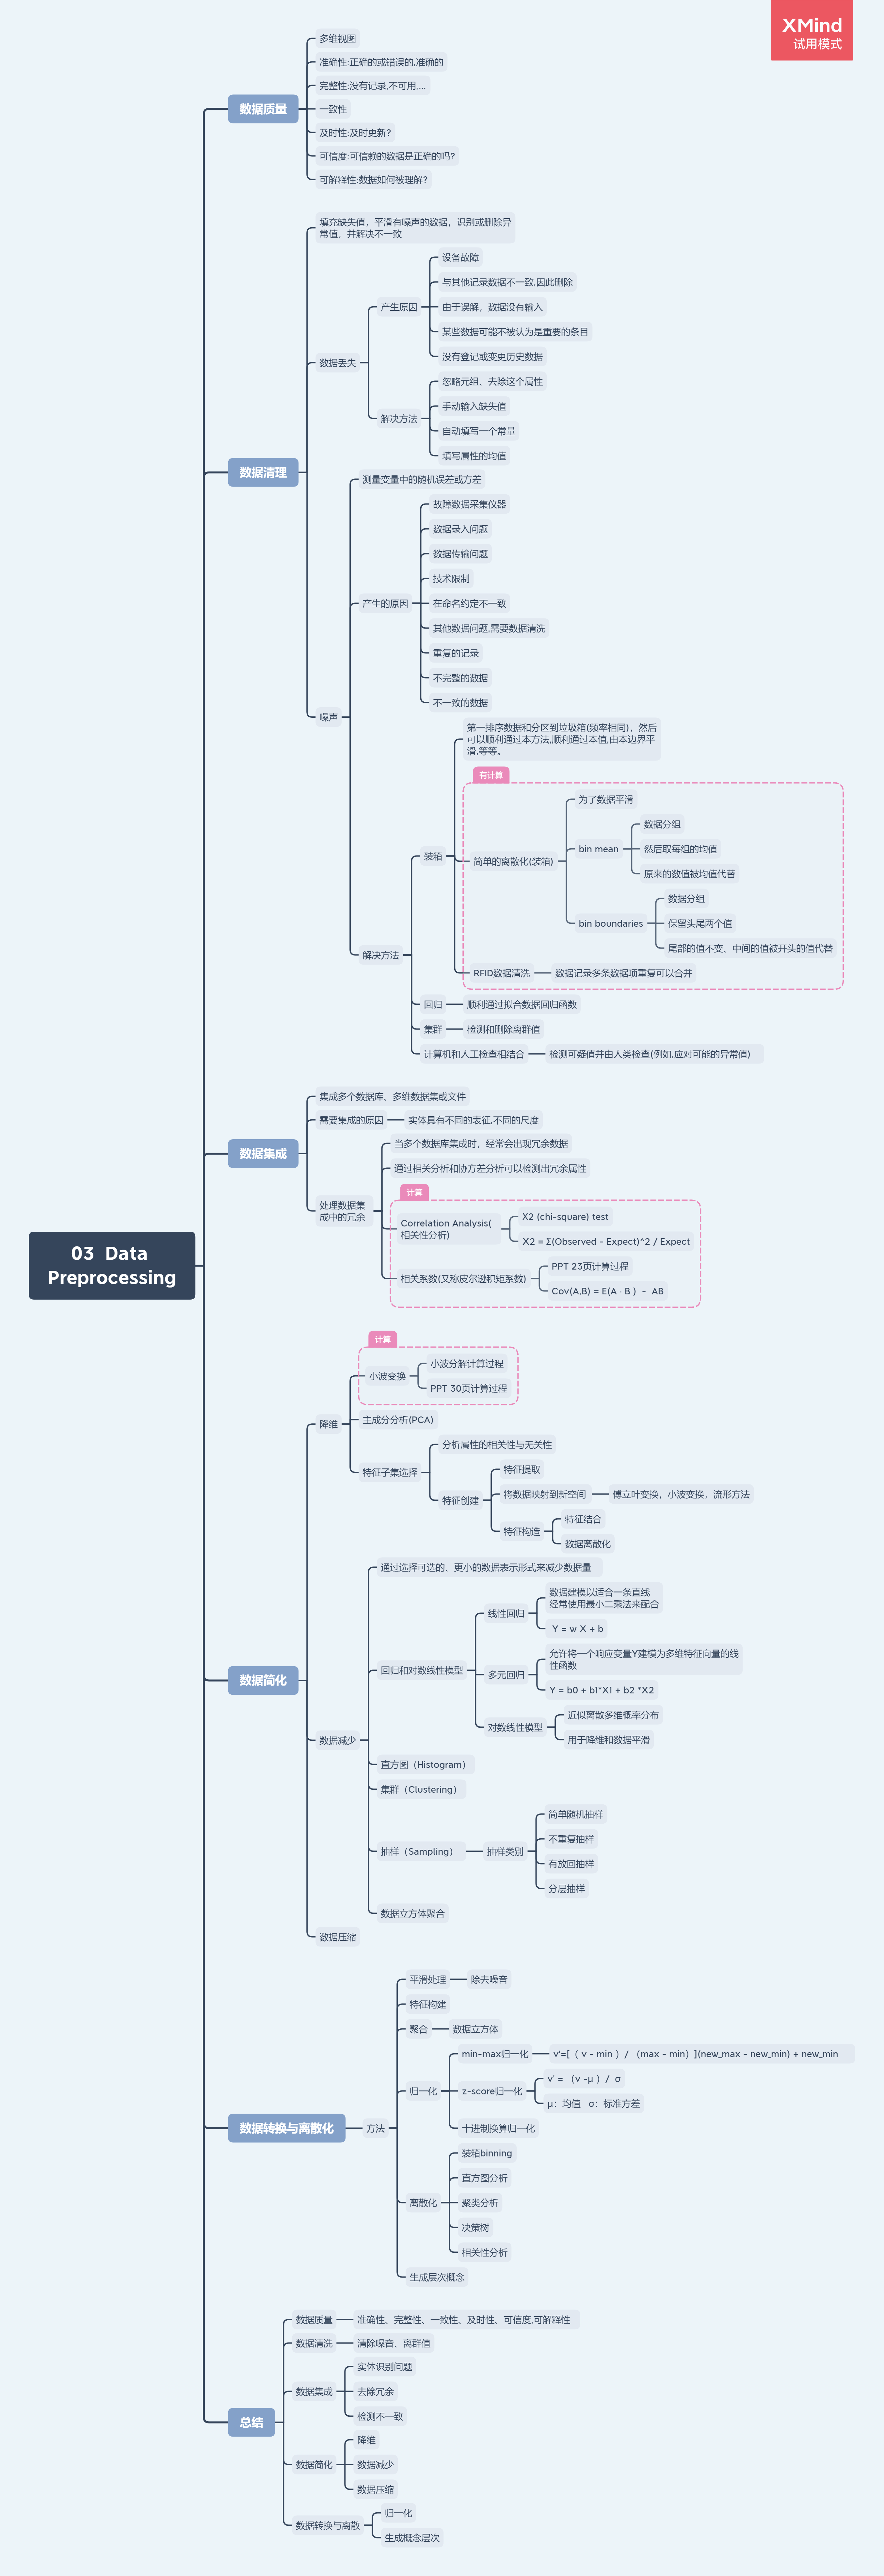 XMind
试用模式
03 Data
Preprocessing
数据质量
多维视图
准确性:正确的或错误的,准确的
完整性:没有记录,不可用,...
一致性
及时性:及时更新?
可信度:可信赖的数据是正确的吗?
可解释性:数据如何被理解?
数据清理
填充缺失值，平滑有噪声的数据，识别或删除异
常值，并解决不一致
数据丢失
产生原因
设备故障
与其他记录数据不一致,因此删除
由于误解，数据没有输入
某些数据可能不被认为是重要的条目
没有登记或变更历史数据
解决方法
忽略元组、去除这个属性
手动输入缺失值
自动填写一个常量
填写属性的均值
噪声
测量变量中的随机误差或方差
产生的原因
故障数据采集仪器
数据录入问题
数据传输问题
技术限制
在命名约定不一致
其他数据问题,需要数据清洗
重复的记录
不完整的数据
不一致的数据
解决方法
装箱
第一排序数据和分区到垃圾箱(频率相同)，然后
可以顺利通过本方法,顺利通过本值,由本边界平
滑,等等。
有计算
简单的离散化(装箱)
为了数据平滑
bin mean
数据分组
然后取每组的均值
原来的数值被均值代替
bin boundaries
数据分组
保留头尾两个值
尾部的值不变、中间的值被开头的值代替
RFID数据清洗
数据记录多条数据项重复可以合并
回归
顺利通过拟合数据回归函数
集群
检测和删除离群值
计算机和人工检查相结合
检测可疑值并由人类检查(例如,应对可能的异常值)
数据集成
集成多个数据库、多维数据集或文件
需要集成的原因
实体具有不同的表征,不同的尺度
处理数据集
成中的冗余
当多个数据库集成时，经常会出现冗余数据
通过相关分析和协方差分析可以检测出冗余属性
计算
Correlation Analysis(
相关性分析)
X2 (chi-square) test
X2 = Σ(Observed - Expect)^2 / Expect
相关系数(又称皮尔逊积矩系数)
PPT 23页计算过程
Cov(A,B) = E(A · B ) - AB
数据简化
降维
计算
小波变换
小波分解计算过程
PPT 30页计算过程
主成分分析(PCA)
特征子集选择
分析属性的相关性与无关性
特征创建
特征提取
将数据映射到新空间
傅立叶变换，小波变换，流形方法
特征构造
特征结合
数据离散化
数据减少
通过选择可选的、更小的数据表示形式来减少数据量
回归和对数线性模型
线性回归
数据建模以适合一条直线
经常使用最小二乘法来配合
Y = w X + b
多元回归
允许将一个响应变量Y建模为多维特征向量的线
性函数
Y = b0 + b1*X1 + b2 *X2
对数线性模型
近似离散多维概率分布
用于降维和数据平滑
直方图（Histogram）
集群（Clustering）
抽样（Sampling）
抽样类别
简单随机抽样
不重复抽样
有放回抽样
分层抽样
数据立方体聚合
数据压缩
数据转换与离散化
方法
平滑处理
除去噪音
特征构建
聚合
数据立方体
归一化
min-max归一化
v'=[（ v - min ）/ （max - min）](new_max - new_min) + new_min
z-score归一化
v' = （v -μ ）/ σ
μ：均值 σ：标准方差
十进制换算归一化
离散化
装箱binning
直方图分析
聚类分析
决策树
相关性分析
生成层次概念
总结
数据质量
准确性、完整性、一致性、及时性、可信度,可解释性
数据清洗
清除噪音、离群值
数据集成
实体识别问题
去除冗余
检测不一致
数据简化
降维
数据减少
数据压缩
数据转换与离散
归一化
生成概念层次